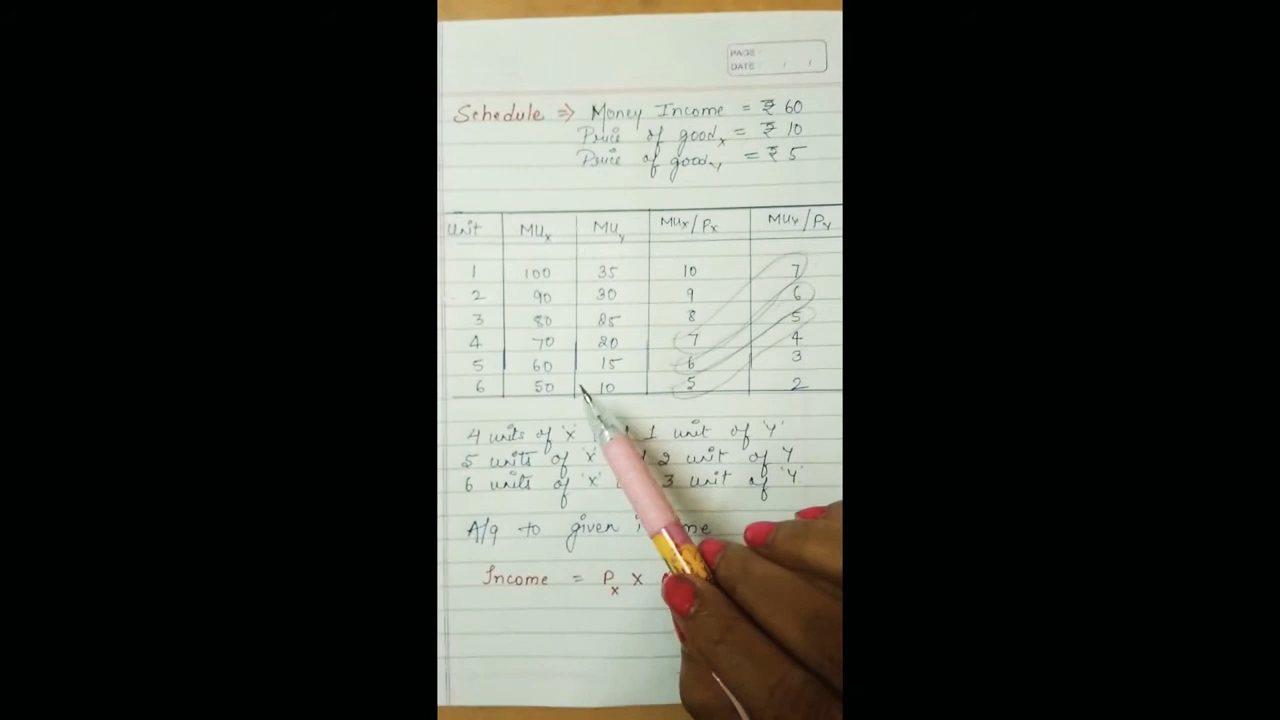 PAGE:
DATE: / /
Schedule ⇒ Money Income = ₹ 60
Price of good x = ₹ 10
Price of good y = ₹ 5
Unit MUx MUy MUx/Px MUy/Py
1 100 35 10 7
2 90 30 9 6
3 80 25 8 5
4 70 20 7 4
5 60 15 6 3
6 50 10 5 2
4 units of 'x' 1 unit of 'y'
5 units of 'x' 2 unit of y
6 units of 'x' 3 unit of 'y'
A/q to given
Income = Px X